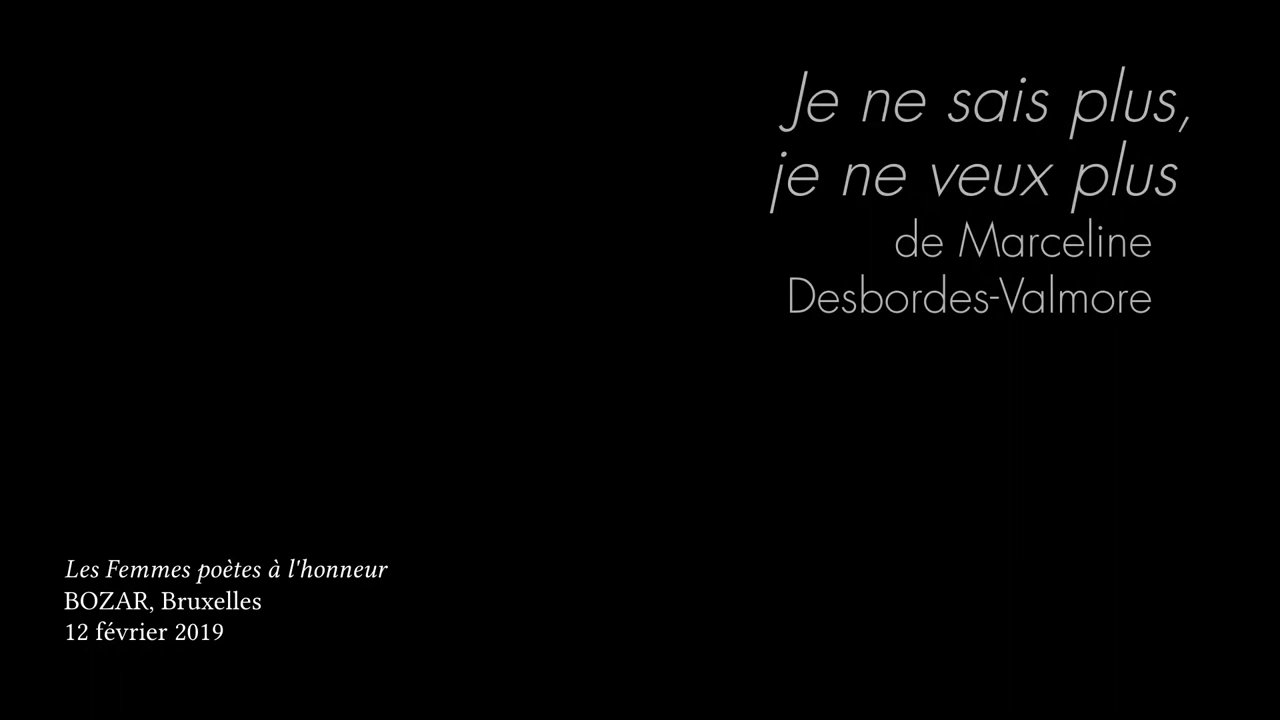 Je ne sais plus,
je ne veux plus
de Marceline
Desbordes-Valmore
Les Femmes poètes à l'honneur
BOZAR, Bruxelles
12 février 2019